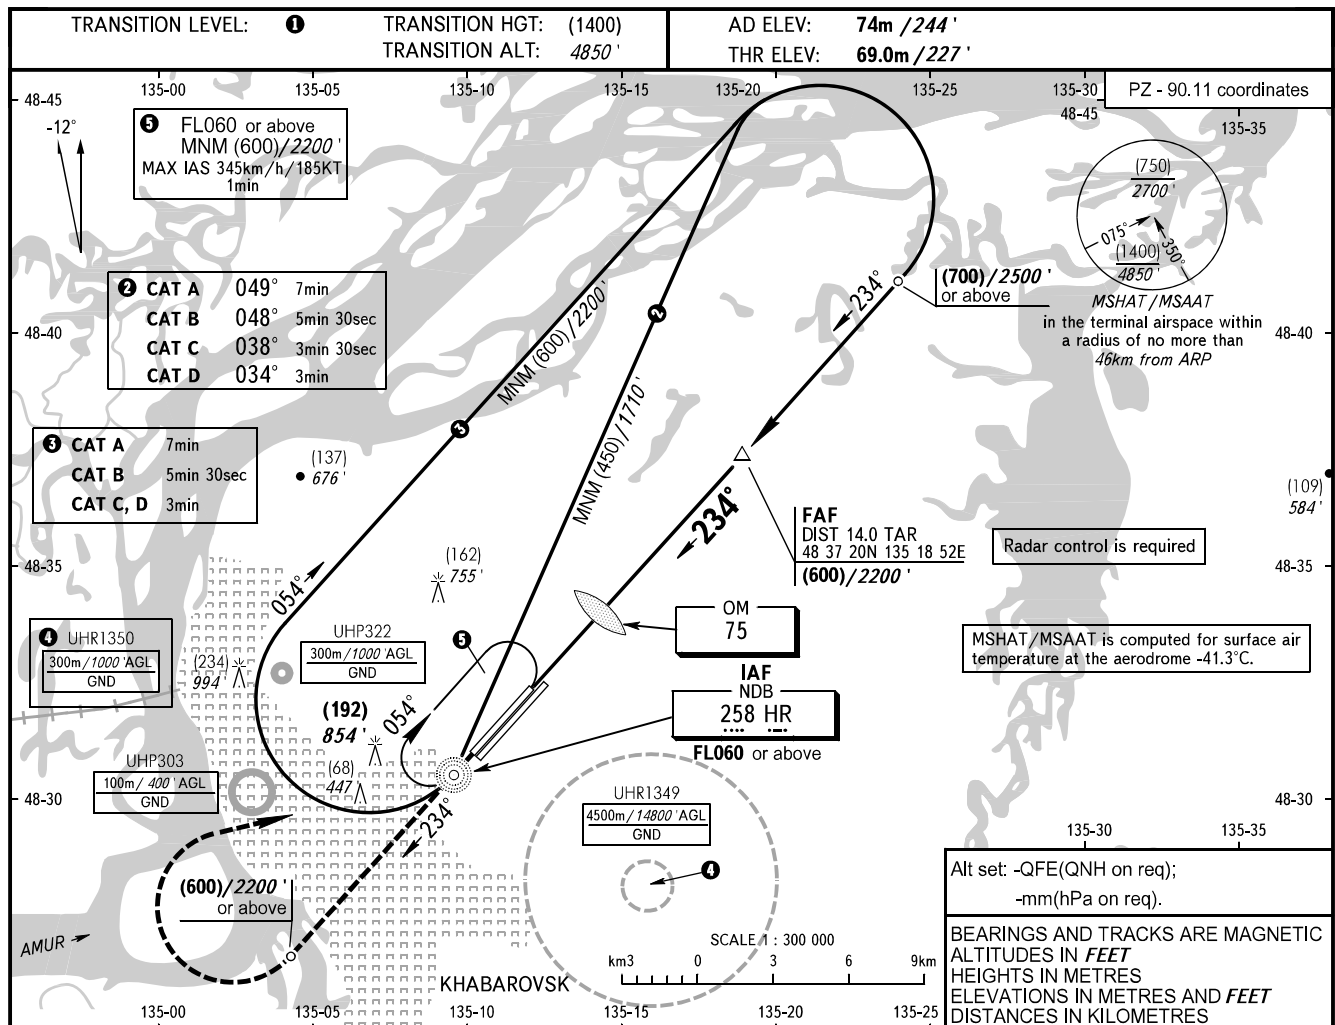 TRANSITION LEVEL: ❶ TRANSITION HGT: (1400)
TRANSITION ALT: 4850 '
AD ELEV: 74m /244 '
THR ELEV: 69.0m/227 '
135-00 135-05 135-10 135-15 135-20 135-25 135-30
PZ - 90.11 coordinates
48-45
48-45
135-35
-12°
❺ FL060 or above
MNM (600)/2200 '
MAX IAS 345km/h/185KT
1min
(750)
2700 '
075°
350°
(1400)
4850 '
MSHAT/MSAAT
in the terminal airspace within
a radius of no more than
46km from ARP
❷ CAT A 049° 7min
CAT B 048° 5min 30sec
CAT C 038° 3min 30sec
CAT D 034° 3min
(700)/2500 '
or above
234°
48-40
48-40
❷
MNM (600)/2200 '
MNM (450)/1710 '
❸
❸ CAT A 7min
CAT B 5min 30sec
CAT C, D 3min
(137)
676 '
(109)
584 '
234°
FAF
DIST 14.0 TAR
48 37 20N 135 18 52E
(600)/2200 '
Radar control is required
48-35
48-35
(162)
755 '
054°
❹ UHR1350
300m/1000 'AGL
GND
(234)
994 '
UHP322
300m/1000 'AGL
GND
❺
OM
75
MSHAT/MSAAT is computed for surface air
temperature at the aerodrome -41.3°C.
IAF
NDB
258 HR
FL060 or above
(192)
854 '
054°
(68)
447 '
UHP303
100m/ 400 'AGL
GND
48-30
48-30
234°
UHR1349
4500m/14800 'AGL
GND
❹
135-30 135-35
(600)/2200 '
or above
AMUR
KHABAROVSK
SCALE 1 : 300 000
km3 0 3 6 9km
135-00 135-05 135-10 135-15 135-20 135-25
Alt set: -QFE(QNH on req);
-mm(hPa on req).
BEARINGS AND TRACKS ARE MAGNETIC
ALTITUDES IN FEET
HEIGHTS IN METRES
ELEVATIONS IN METRES AND FEET
DISTANCES IN KILOMETRES